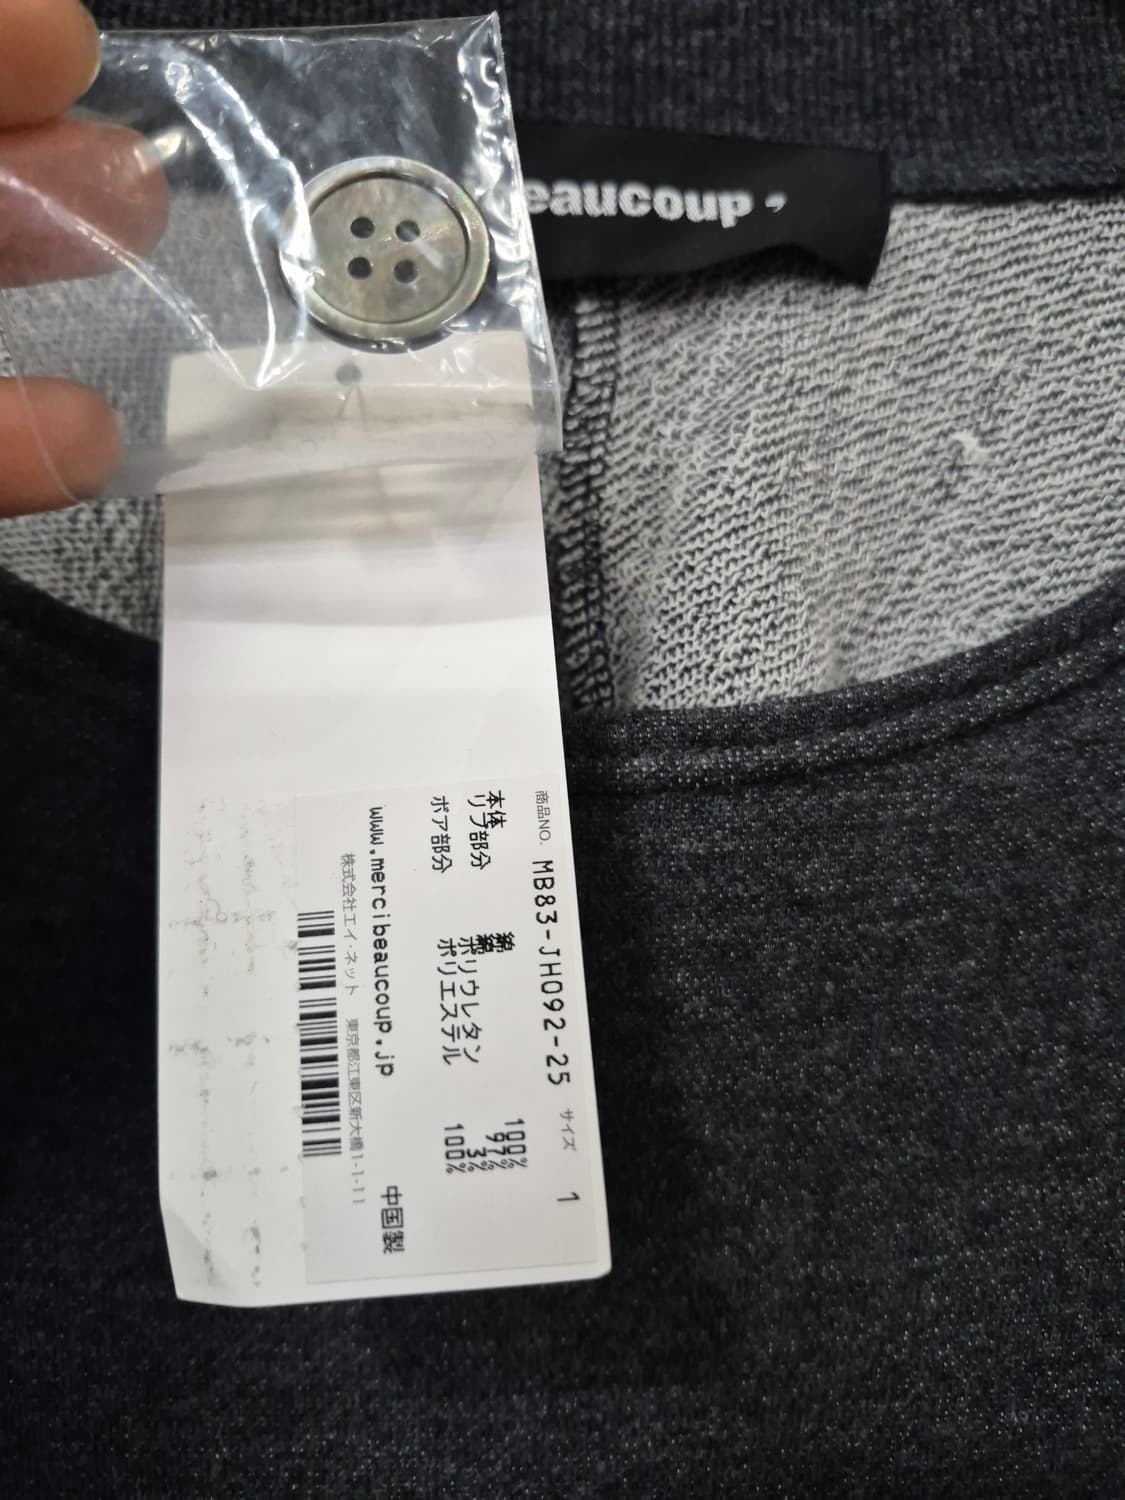 eaucoup ,
商品NO. MB83-JH092-25 サイズ 1
本体 綿 100%
リブ部分 綿 97%
ポリウレタン 3%
ボア部分 ポリエステル 100%
www.mercibeaucoup.jp 中国製
株式会社エイ・ネット 東京都江東区新大橋1-1-11